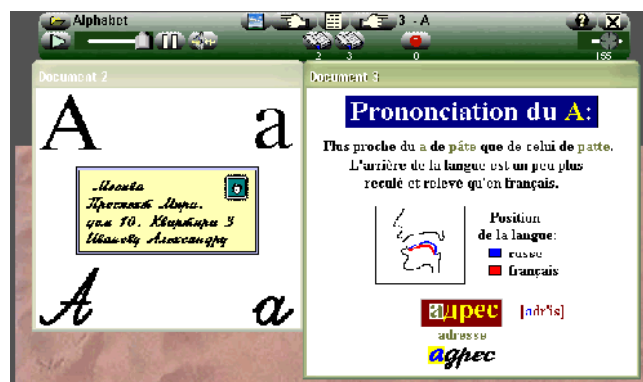 Alphabet
3 - A
2
3
0
155
Document 2
Document 3
A a
Москва
Проспект Мира,
дом 10, Квартира 3
Иванову Александру
A a
Prononciation du A:
Plus proche du a de pâte que de celui de patte.
L'arrière de la langue est un peu plus
reculé et relevé qu'en français.
Position
de la langue:
russe
français
адрес [adr'is]
adresse
адрес